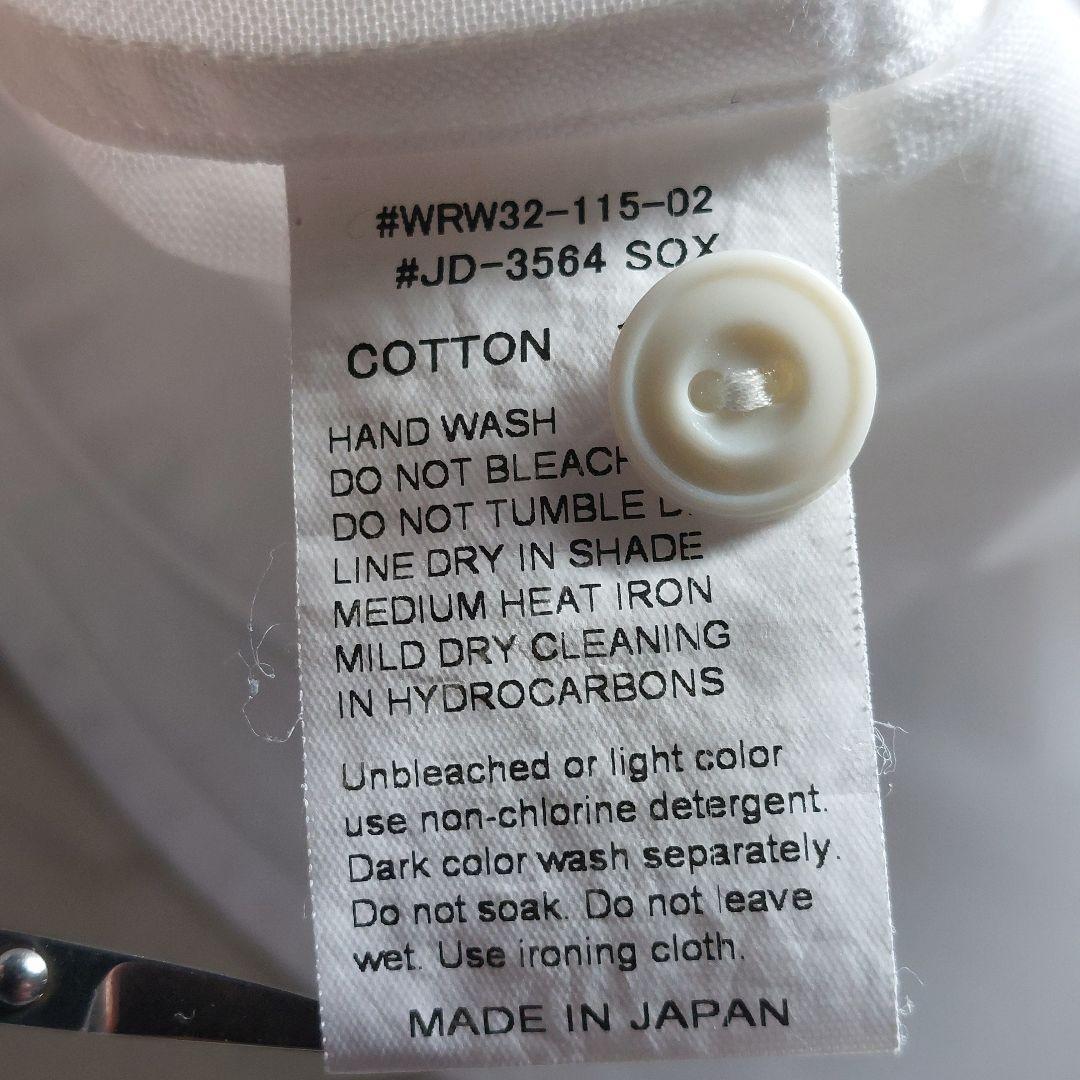 #WRW32-115-02
#JD-3564 SOX
COTTON
HAND WASH
DO NOT BLEACH
DO NOT TUMBLE
LINE DRY IN SHADE
MEDIUM HEAT IRON
MILD DRY CLEANING
IN HYDROCARBONS
Unbleached or light color
use non-chlorine detergent.
Dark color wash separately.
Do not soak. Do not leave
wet. Use ironing cloth.
MADE IN JAPAN